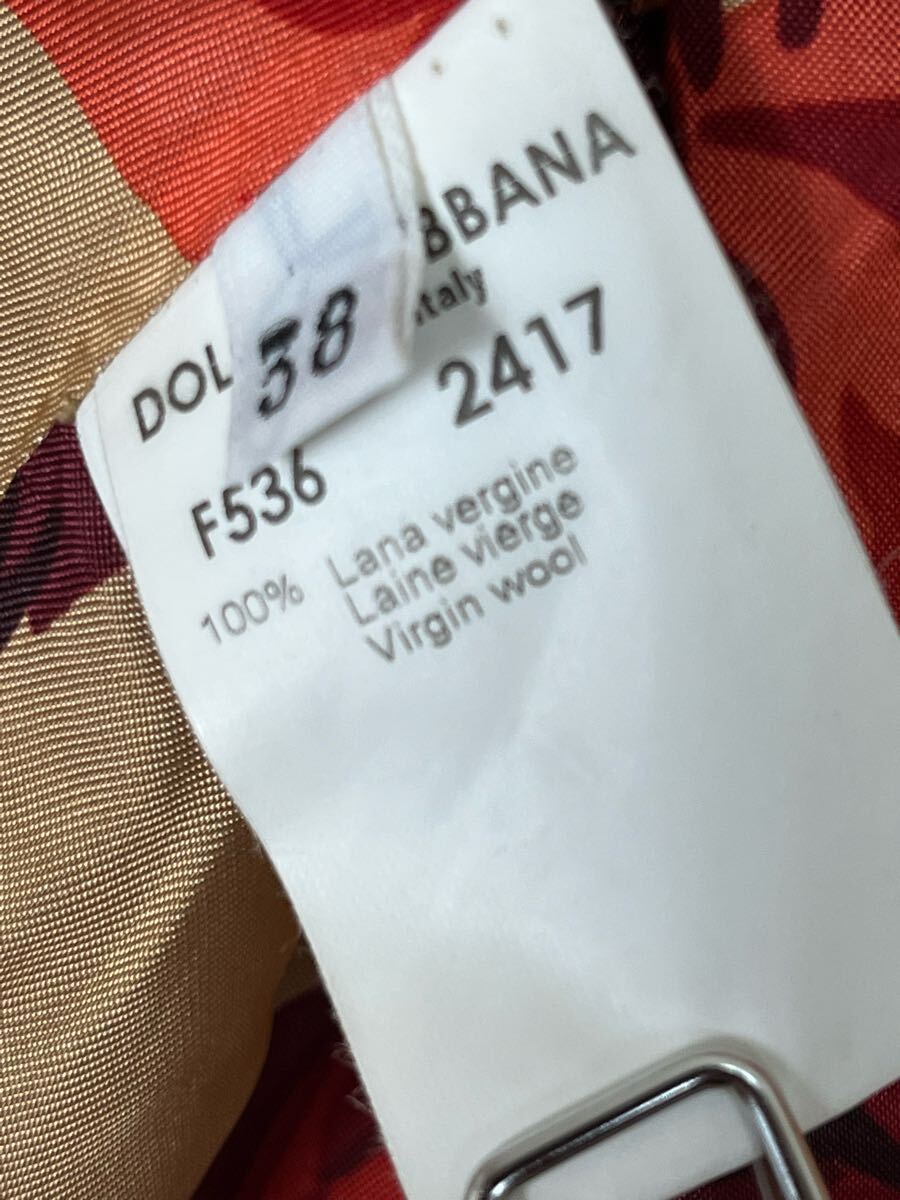 DOL BBANA
38 Italy
F536 2417
100% Lana vergine
Laine vierge
Virgin wool